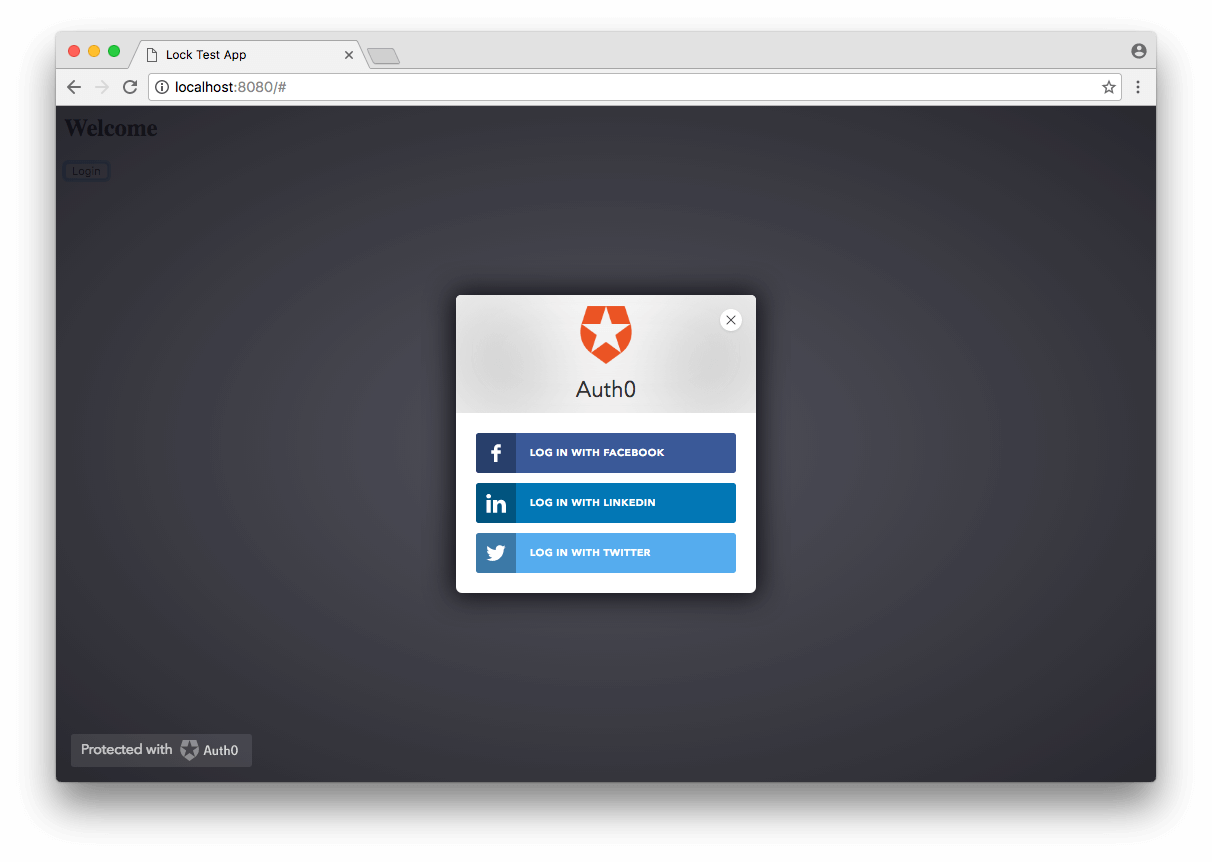 Lock Test App
localhost:8080/#
Welcome
Login
Auth0
LOG IN WITH FACEBOOK
LOG IN WITH LINKEDIN
LOG IN WITH TWITTER
Protected with Auth0